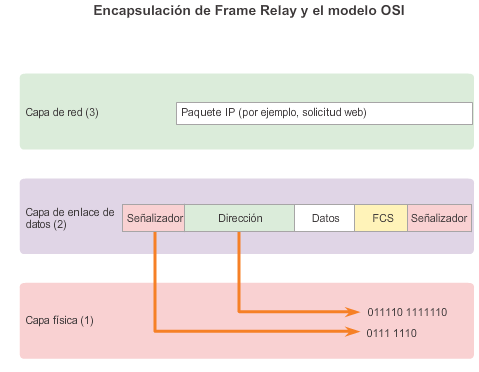 Encapsulación de Frame Relay y el modelo OSI
Capa de red (3)
Paquete IP (por ejemplo, solicitud web)
Capa de enlace de
datos (2)
Señalizador
Dirección
Datos
FCS
Señalizador
Capa física (1)
011110 1111110
0111 1110